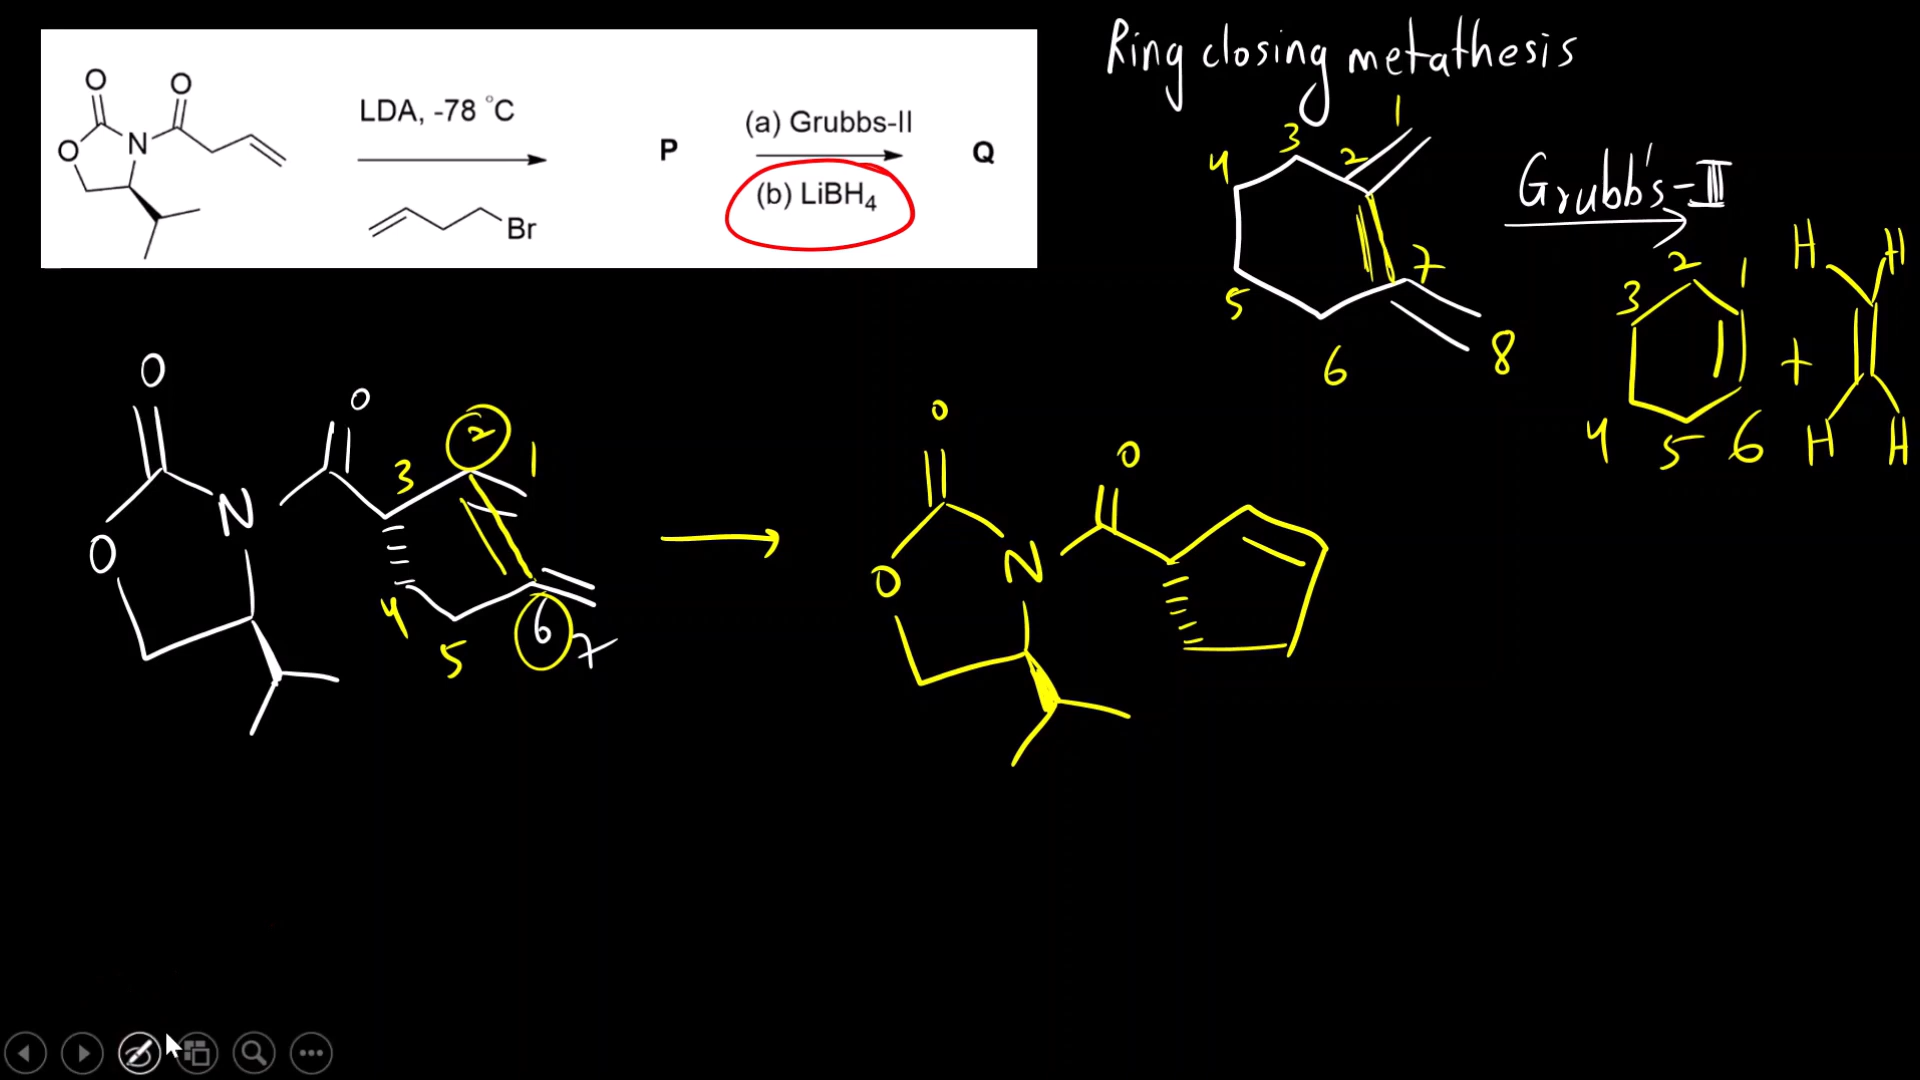 Ring closing metathesis
O
O
LDA, -78 °C
N
O
P
(a) Grubbs-II
(b) LiBH4
Q
Br
1
2
3
4
5
6
7
8
Grubb's-II
1
2
3
4
5
6
+
H
H
H
H
O
O
N
O
1
2
3
4
5
6
7
O
O
N
O